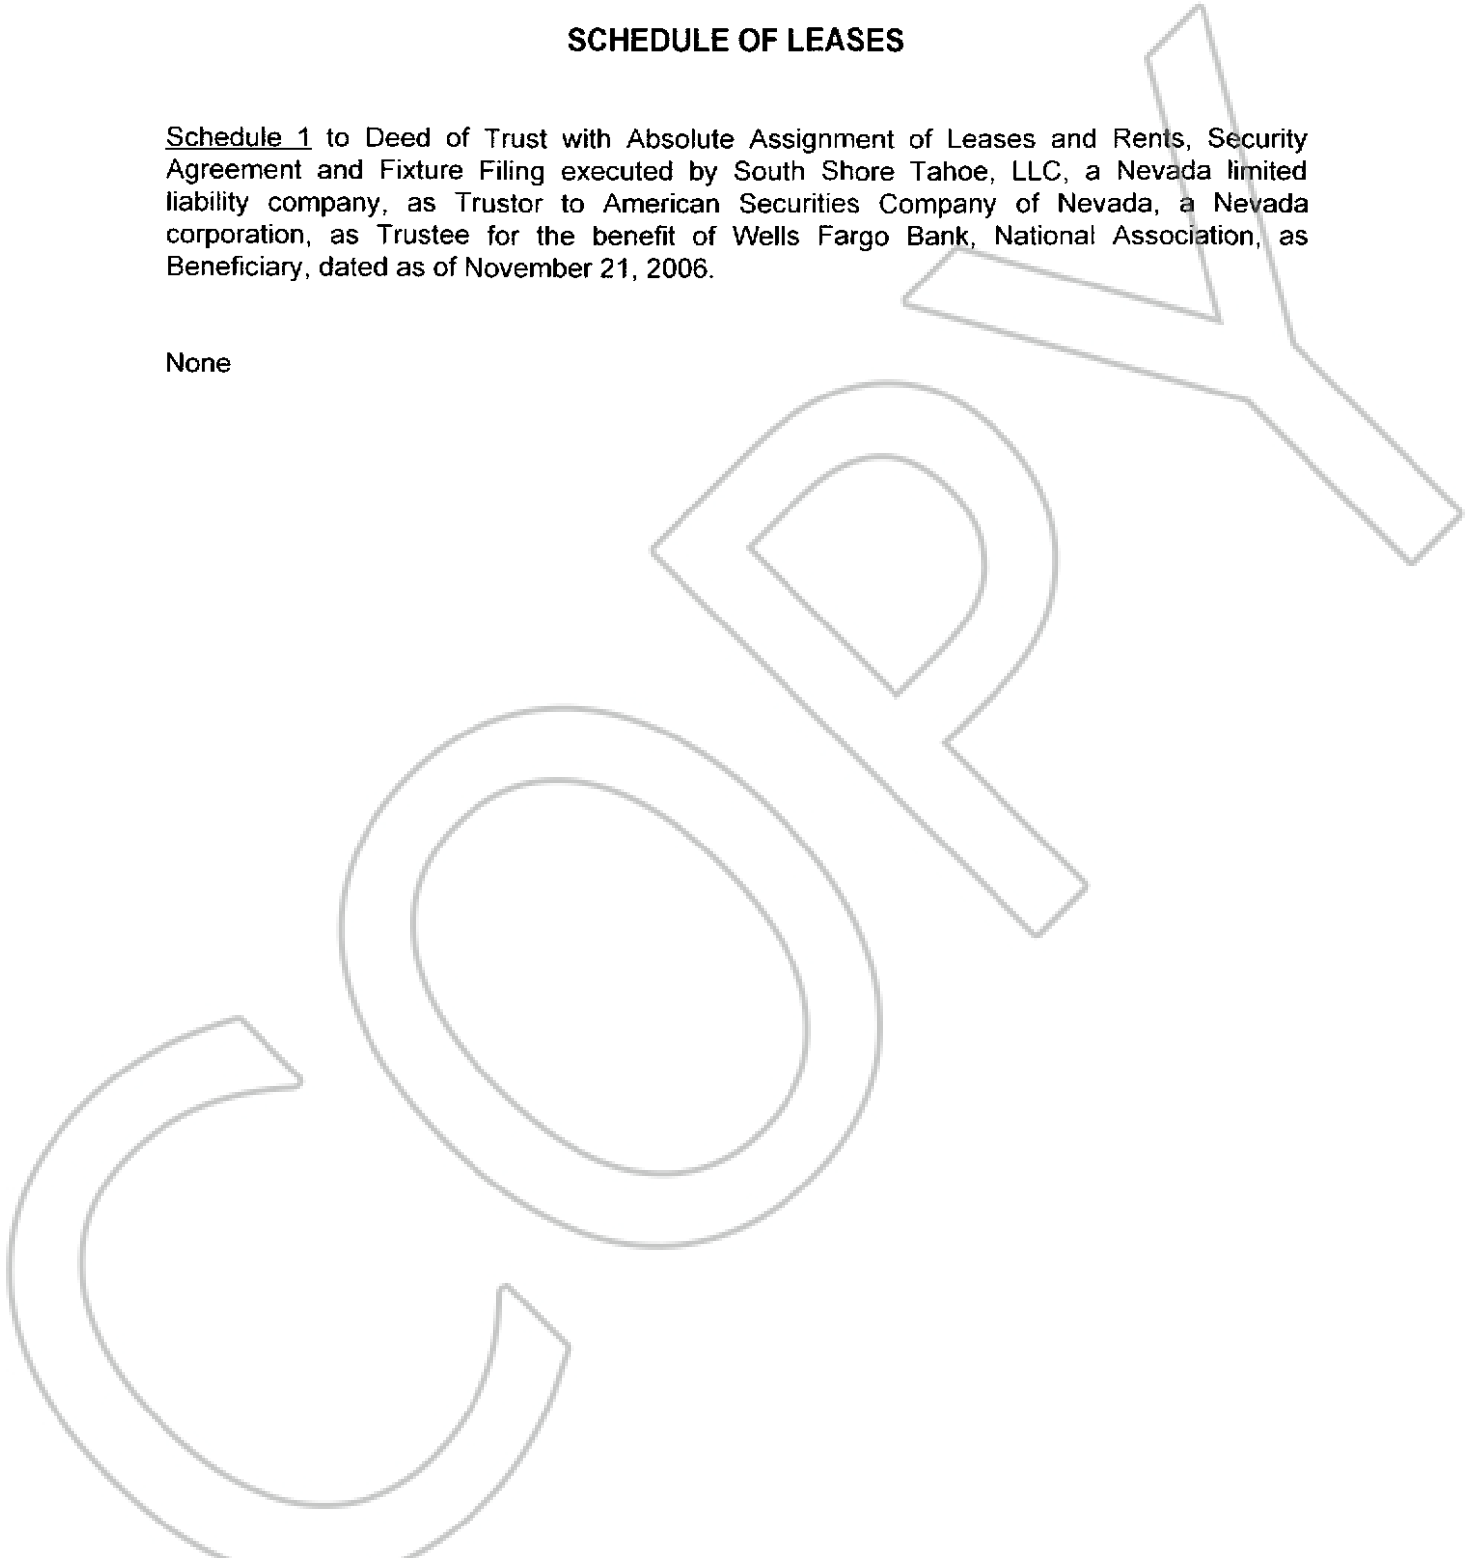 SCHEDULE OF LEASES
Schedule 1 to Deed of Trust with Absolute Assignment of Leases and Rents, Security
Agreement and Fixture Filing executed by South Shore Tahoe, LLC, a Nevada limited
liability company, as Trustor to American Securities Company of Nevada, a Nevada
corporation, as Trustee for the benefit of Wells Fargo Bank, National Association, as
Beneficiary, dated as of November 21, 2006.
None
COPY